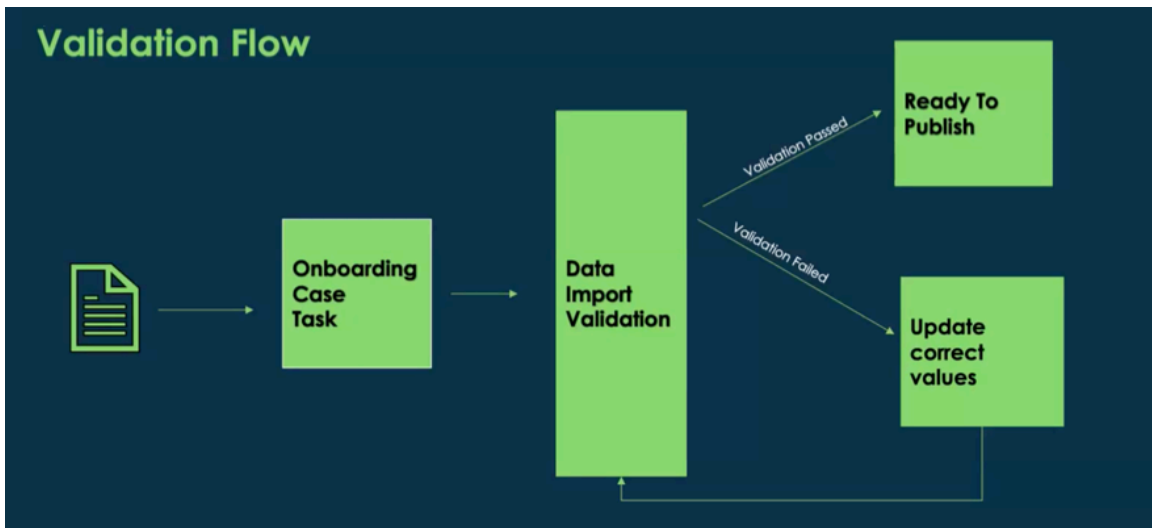 Validation Flow
Onboarding
Case
Task
Data
Import
Validation
Validation Passed
Ready To
Publish
Validation Failed
Update
correct
values